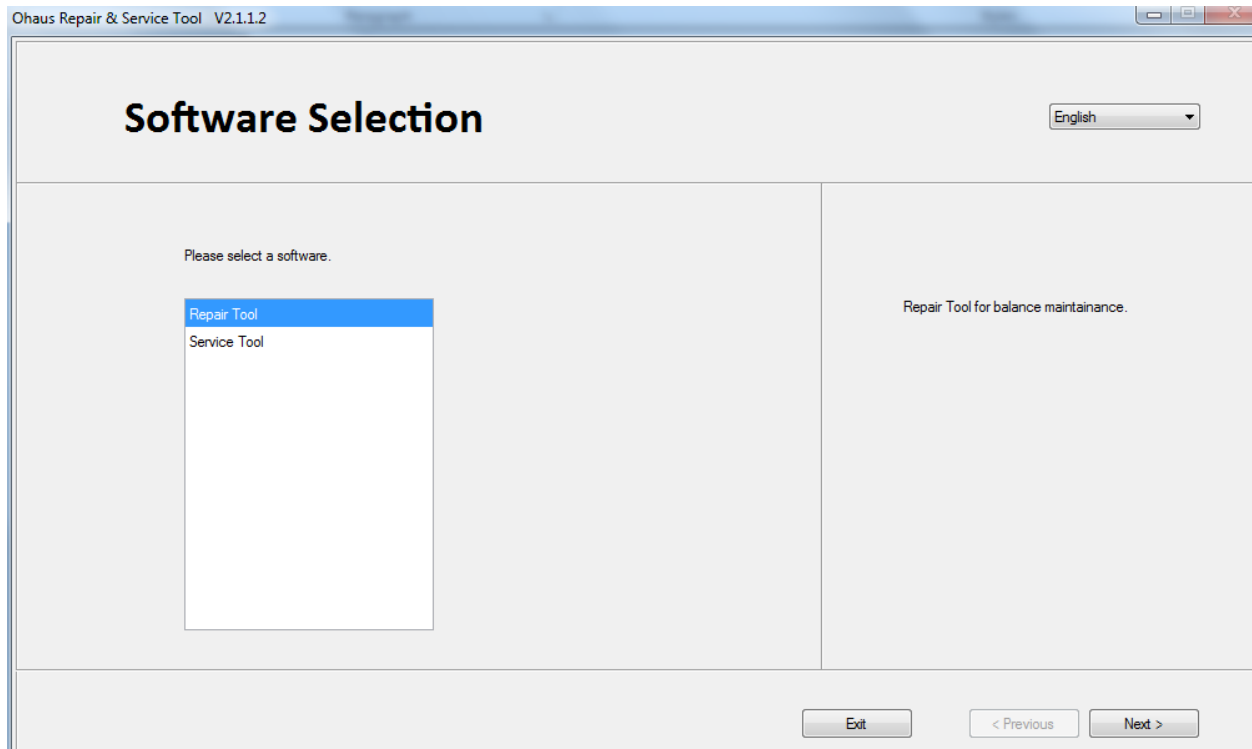 Ohaus Repair & Service Tool V2.1.1.2
Software Selection
English
Please select a software.
Repair Tool
Service Tool
Repair Tool for balance maintainance.
Exit
< Previous
Next >